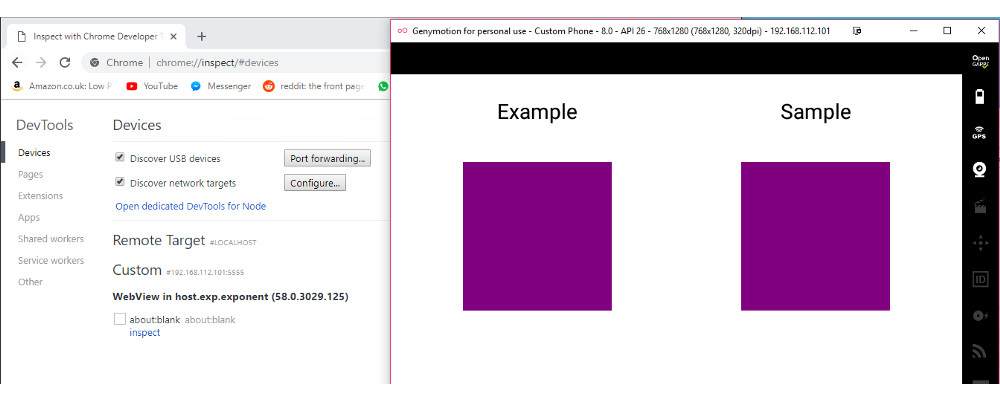 Inspect with Chrome Developer T
Chrome | chrome://inspect/#devices
Amazon.co.uk: Low P YouTube Messenger reddit: the front page
DevTools
Devices
Pages
Extensions
Apps
Shared workers
Service workers
Other
Devices
Discover USB devices Port forwarding...
Discover network targets Configure...
Open dedicated DevTools for Node
Remote Target #LOCALHOST
Custom #192.168.112.101:5555
WebView in host.exp.exponent (58.0.3029.125)
about:blank about:blank
inspect
Genymotion for personal use - Custom Phone - 8.0 - API 26 - 768x1280 (768x1280, 320dpi) - 192.168.112.101
Example Sample
Open
GAPPS
GPS
ID